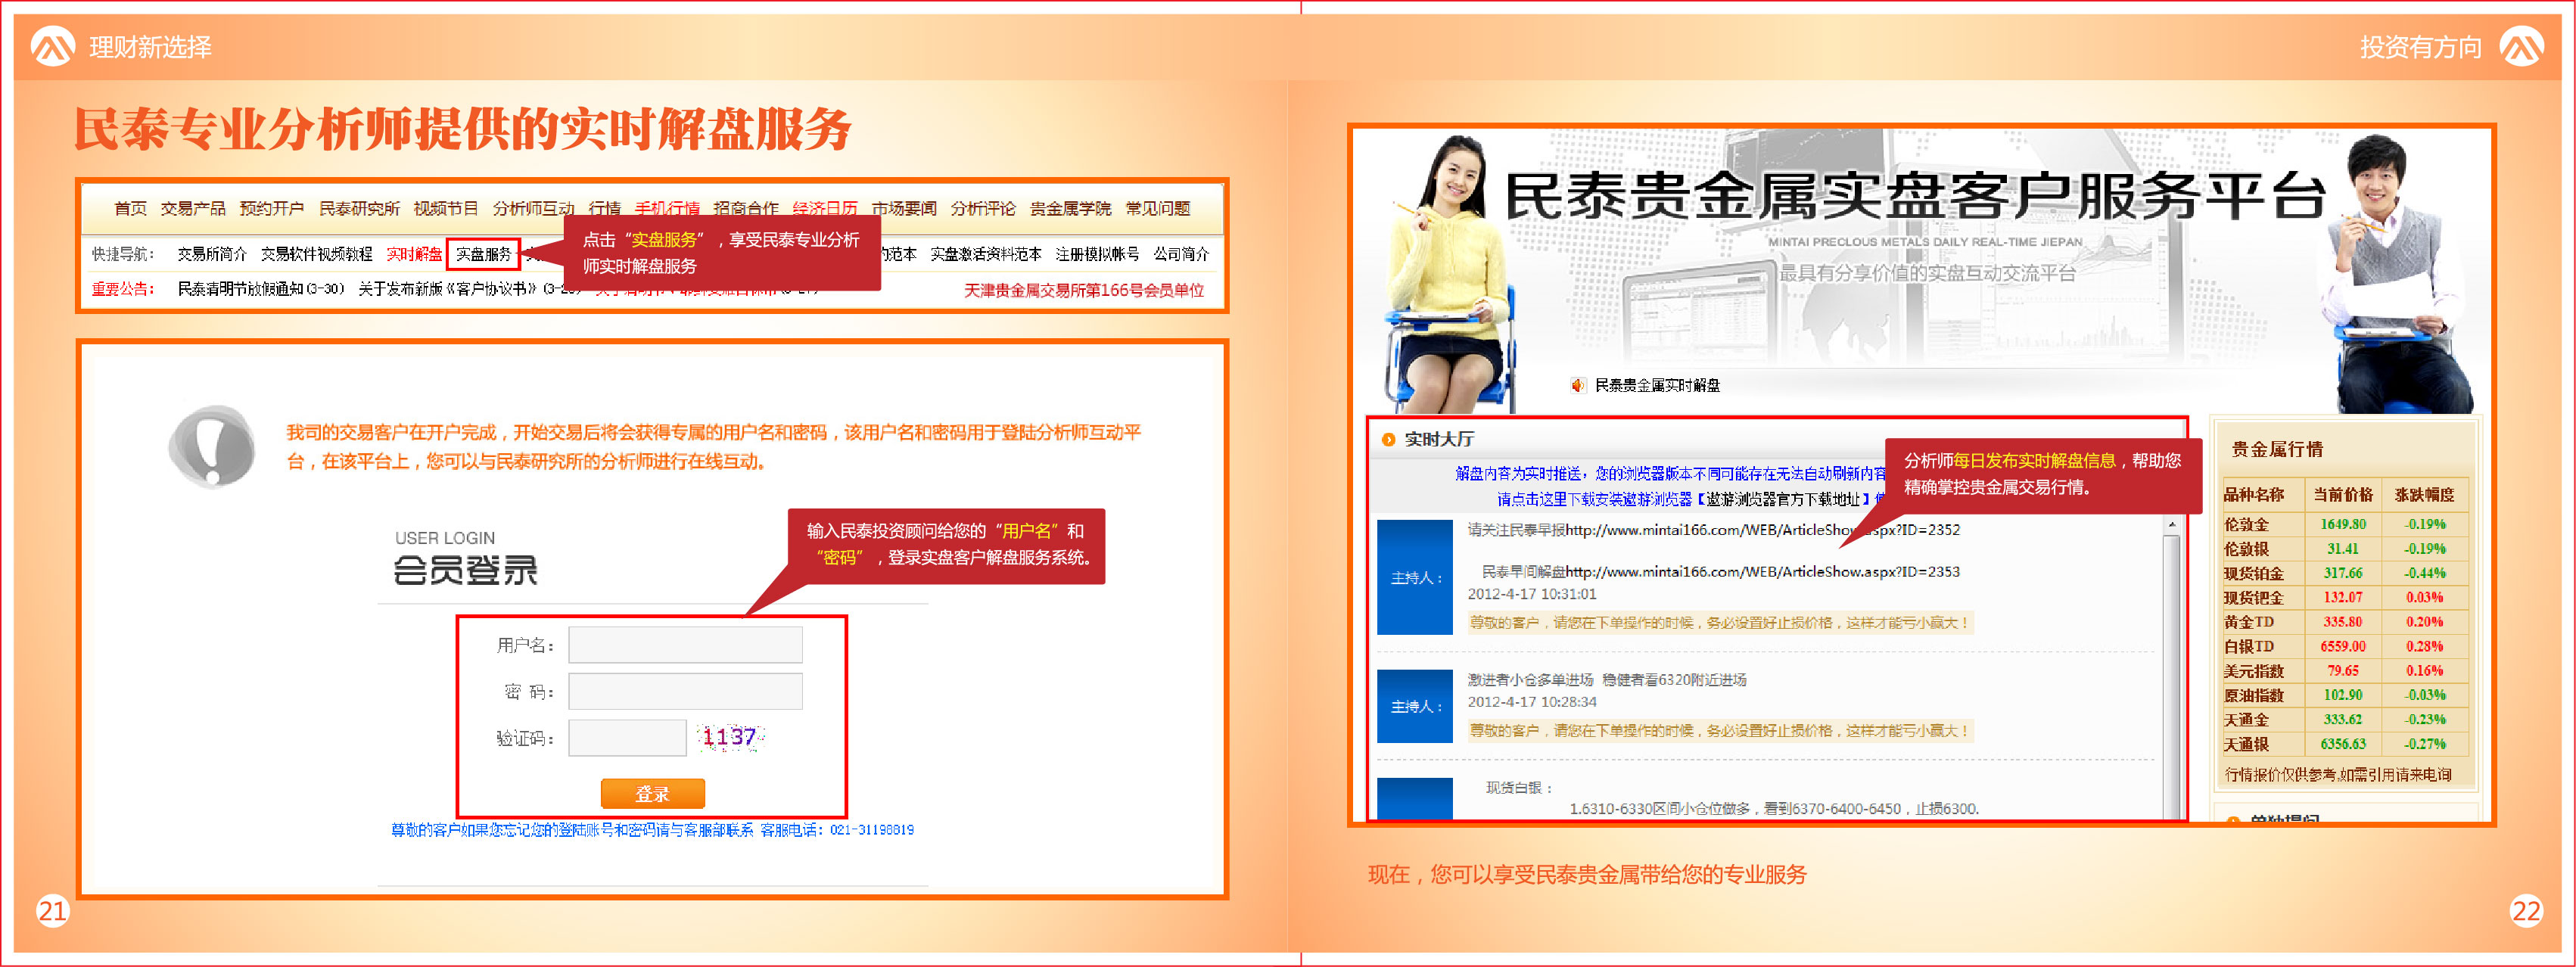 理财新选择
投资有方向
民泰专业分析师提供的实时解盘服务
首页 交易产品 预约开户 民泰研究所 视频节目 分析师互动 行情 手机行情 招商合作 经济日历 市场要闻 分析评论 贵金属学院 常见问题
快捷导航： 交易所简介 交易软件视频教程 实时解盘 实盘服务 范本 实盘激活资料范本 注册模拟帐号 公司简介
点击“实盘服务”，享受民泰专业分析
师实时解盘服务
重要公告： 民泰清明节放假通知(3-30) 关于发布新版《客户协议书》(3-
天津贵金属交易所第166号会员单位
我司的交易客户在开户完成，开始交易后将会获得专属的用户名和密码，该用户名和密码用于登陆分析师互动平
台，在该平台上，您可以与民泰研究所的分析师进行在线互动。
USER LOGIN
会员登录
输入民泰投资顾问给您的“用户名”和
“密码”，登录实盘客户解盘服务系统。
用户名：
密 码：
验证码： 1137
登录
尊敬的客户如果您忘记您的登陆账号和密码请与客服部联系 客服电话：021-31198819
21
民泰贵金属实盘客户服务平台
MINTAI PRECLOUS METALS DAILY REAL-TIME JIEPAN
最具有分享价值的实盘互动交流平台
民泰贵金属实时解盘
实时大厅
解盘内容为实时推送，您的浏览器版本不同可能存在无法自动刷新内容
请点击这里下载安装遨游浏览器【遨游浏览器官方下载地址】
分析师每日发布实时解盘信息，帮助您
精确掌控贵金属交易行情。
主持人：
请关注民泰早报http://www.mintai166.com/WEB/ArticleShow.aspx?ID=2352
民泰早间解盘http://www.mintai166.com/WEB/ArticleShow.aspx?ID=2353
2012-4-17 10:31:01
尊敬的客户，请您在下单操作的时候，务必设置好止损价格，这样才能亏小赢大！
主持人：
激进者小仓多单进场 稳健者看6320附近进场
2012-4-17 10:28:34
尊敬的客户，请您在下单操作的时候，务必设置好止损价格，这样才能亏小赢大！
现货白银：
1.6310-6330区间小仓位做多，看到6370-6400-6450，止损6300.
贵金属行情
品种名称 当前价格 涨跌幅度
伦敦金 1649.80 -0.19%
伦敦银 31.41 -0.19%
现货铂金 317.66 -0.44%
现货钯金 132.07 0.03%
黄金TD 335.80 0.20%
白银TD 6559.00 0.28%
美元指数 79.65 0.16%
原油指数 102.90 -0.03%
天通金 333.62 -0.23%
天通银 6356.63 -0.27%
行情报价仅供参考,如需引用请来电询
现在，您可以享受民泰贵金属带给您的专业服务
22